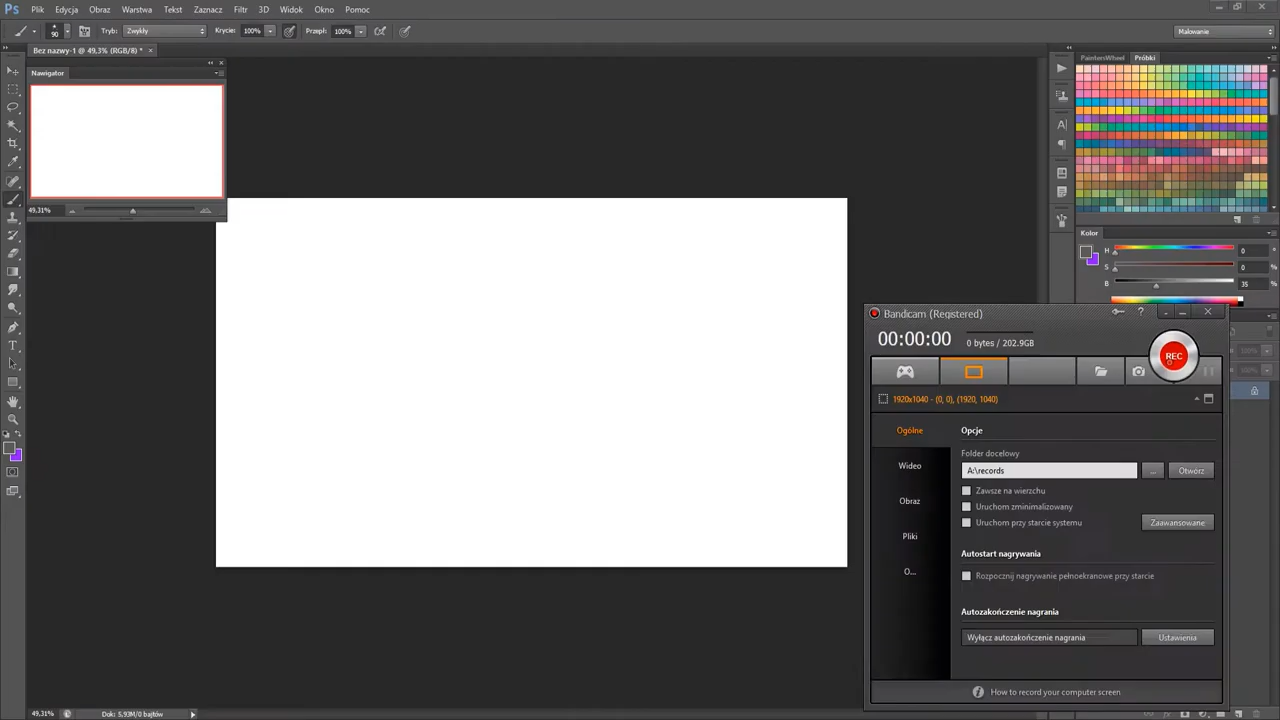 Ps Plik Edycja Obraz Warstwa Tekst Zaznacz Filtr 3D Widok Okno Pomoc
90 Tryb: Zwykły Krycie: 100% Przepł: 100% Malowanie
Bez nazwy-1 @ 49,3% (RGB/8) * ×
Nawigator
PaintersWheel Próbki
49,31%
Kolor
H 0 °
S 0 %
B 35 %
Bandicam (Registered)
00:00:00 0 bytes / 202.9GB
REC
1920x1040 - (0, 0), (1920, 1040)
Ogólne
Wideo
Obraz
Pliki
O...
Opcje
Folder docelowy
A:\records ... Otwórz
Zawsze na wierzchu
Uruchom zminimalizowany
Uruchom przy starcie systemu Zaawansowane
Autostart nagrywania
Rozpocznij nagrywanie pełnoekranowe przy starcie
Autozakończenie nagrania
Wyłącz autozakończenie nagrania Ustawienia
How to record your computer screen
49,31% Dok: 5,93M/0 bajtów